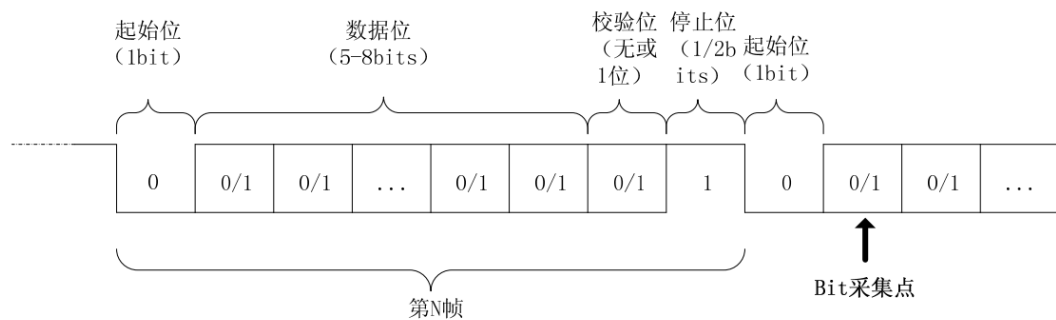 起始位
(1bit)
数据位
(5-8bits)
校验位
(无或
1位)
停止位
(1/2b
its)
起始位
(1bit)
0
0/1
0/1
...
0/1
0/1
0/1
1
0
0/1
0/1
...
第N帧
Bit采集点